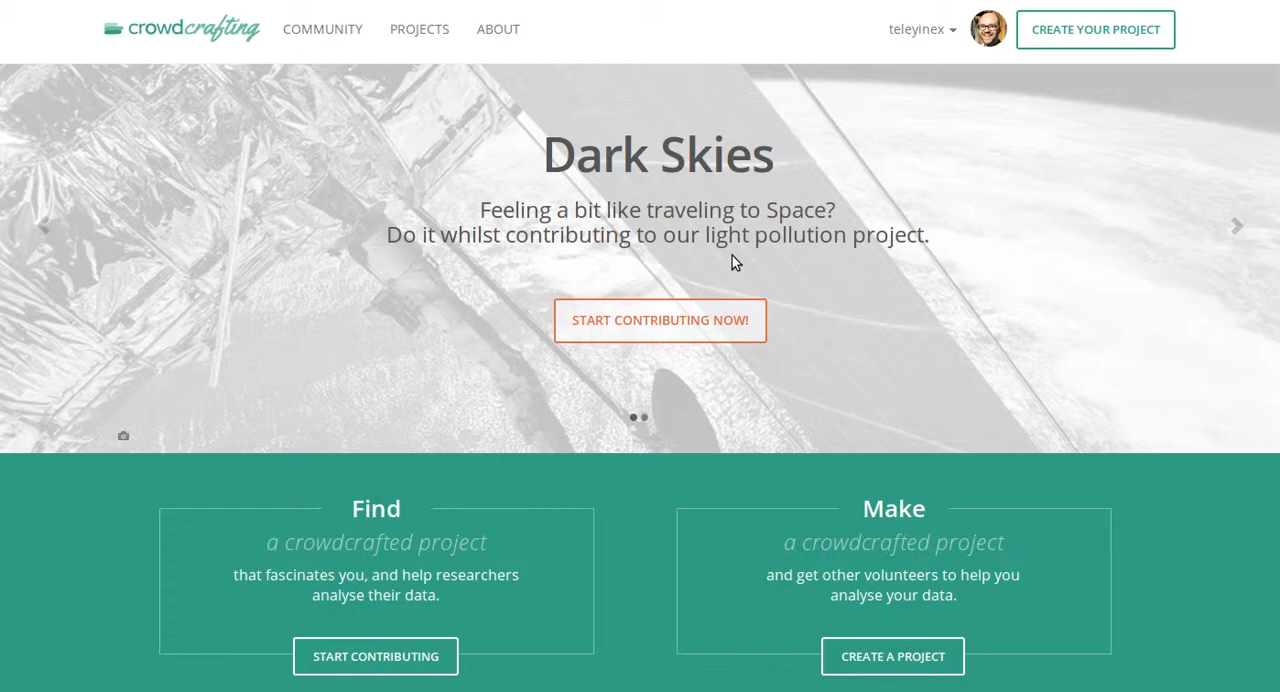 crowdcrafting COMMUNITY PROJECTS ABOUT teleyinex CREATE YOUR PROJECT
Dark Skies
Feeling a bit like traveling to Space?
Do it whilst contributing to our light pollution project.
START CONTRIBUTING NOW!
Find
a crowdcrafted project
that fascinates you, and help researchers
analyse their data.
START CONTRIBUTING
Make
a crowdcrafted project
and get other volunteers to help you
analyse your data.
CREATE A PROJECT